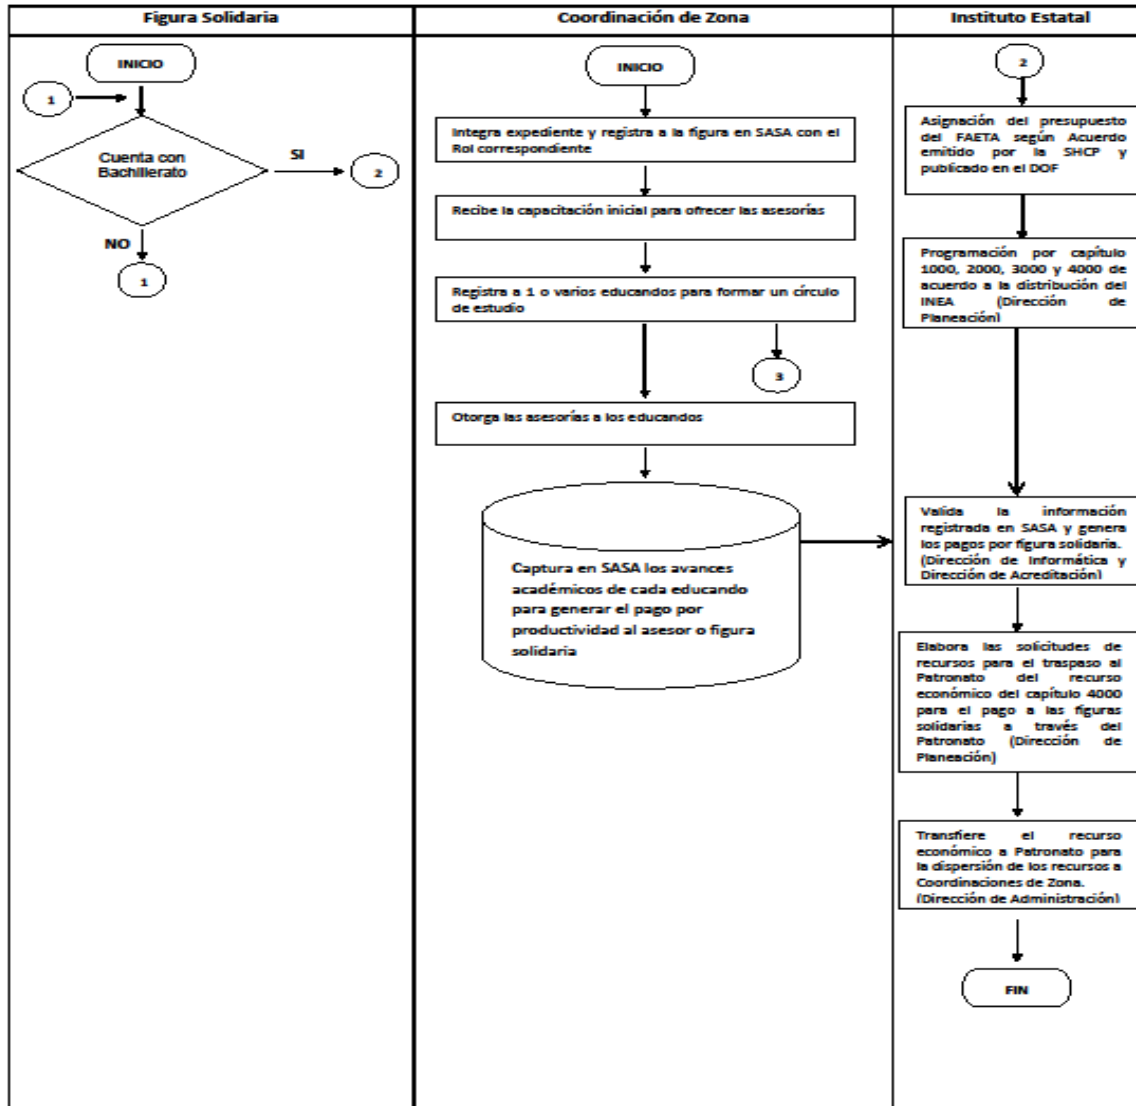 Figura Solidaria
Coordinación de Zona
Instituto Estatal
INICIO
1
Cuenta con
Bachillerato
SI
2
NO
1
INICIO
Integra expediente y registra a la figura en SASA con el
Rol correspondiente
Recibe la capacitación inicial para ofrecer las asesorías
Registra a 1 o varios educandos para formar un círculo
de estudio
3
Otorga las asesorías a los educandos
Captura en SASA los avances
académicos de cada educando
para generar el pago por
productividad al asesor o figura
solidaria
2
Asignación del presupuesto
del FAETA según Acuerdo
emitido por la SHCP y
publicado en el DOF
Programación por capítulo
1000, 2000, 3000 y 4000 de
acuerdo a la distribución del
INEA (Dirección de
Planeación)
Valida la información
registrada en SASA y genera
los pagos por figura solidaria.
(Dirección de Informática y
Dirección de Acreditación)
Elabora las solicitudes de
recursos para el traspaso al
Patronato del recurso
económico del capítulo 4000
para el pago a las figuras
solidarias a través del
Patronato (Dirección de
Planeación)
Transfiere el recurso
económico a Patronato para
la dispersión de los recursos a
Coordinaciones de Zona.
(Dirección de Administración)
FIN